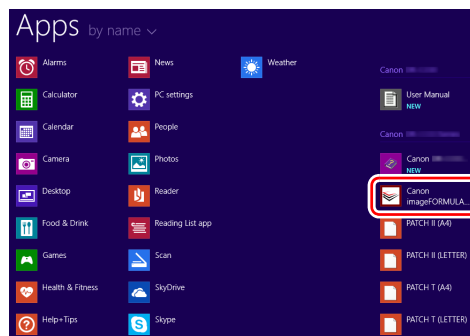 Apps by name
Alarms
Calculator
Calendar
Camera
Desktop
Food & Drink
Games
Health & Fitness
Help+Tips
News
PC settings
People
Photos
Reader
Reading List app
Scan
SkyDrive
Skype
Weather
Canon
User Manual
NEW
Canon
Canon
NEW
Canon
imageFORMULA...
PATCH II (A4)
PATCH II (LETTER)
PATCH T (A4)
PATCH T (LETTER)